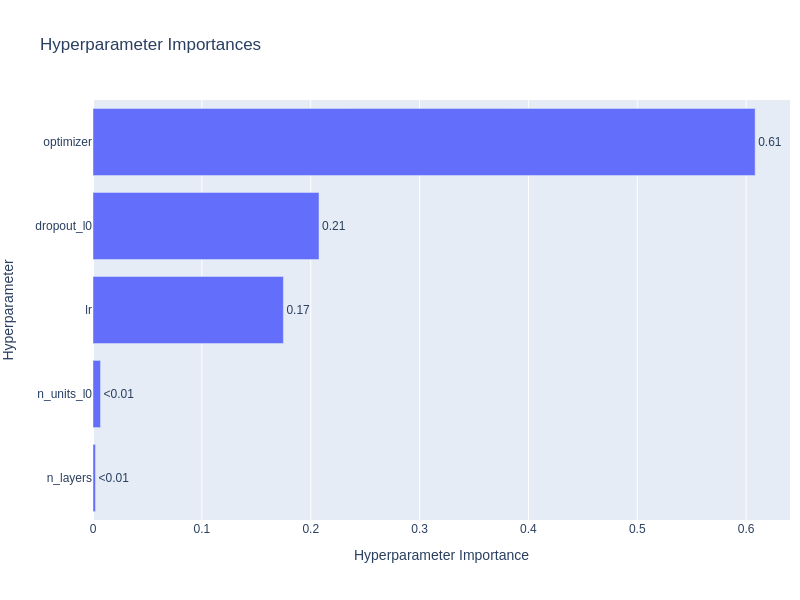 Hyperparameter Importances
optimizer
0.61
dropout_l0
0.21
lr
0.17
n_units_l0
<0.01
n_layers
<0.01
Hyperparameter
0
0.1
0.2
0.3
0.4
0.5
0.6
Hyperparameter Importance